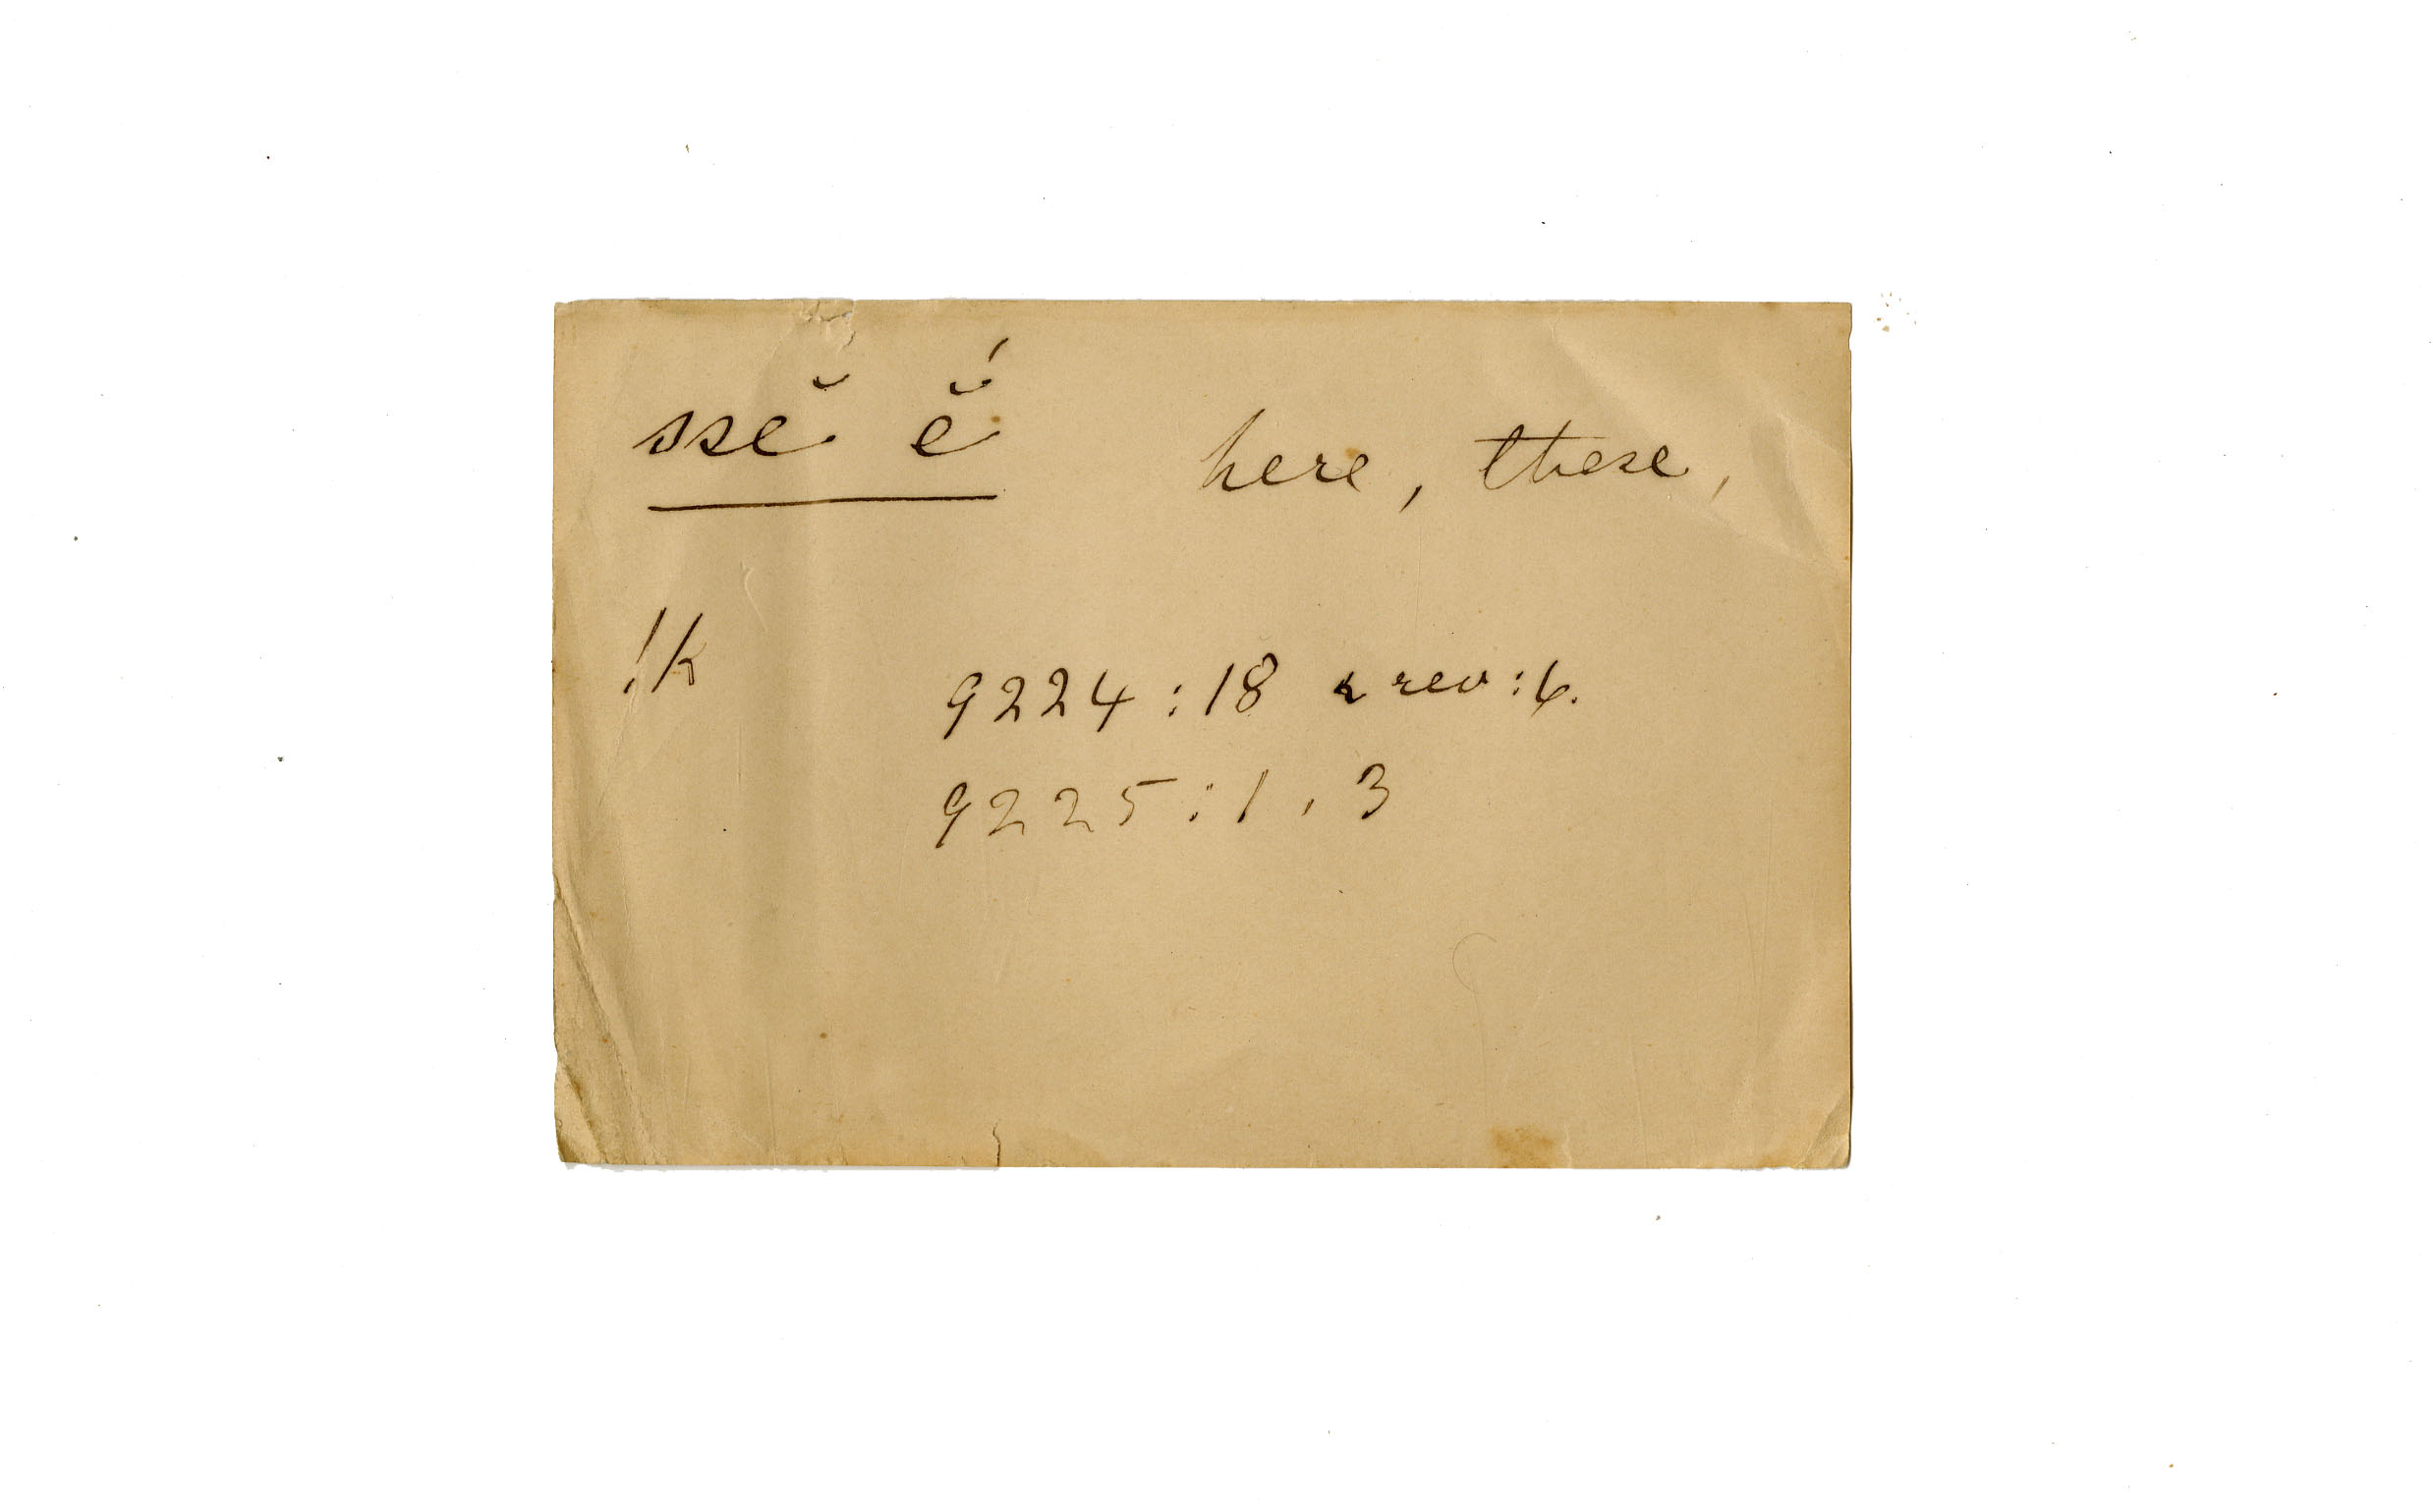 ssĕ ĕ́ here, these,
!k 9224:18 & rev:6.
9225:1, 3